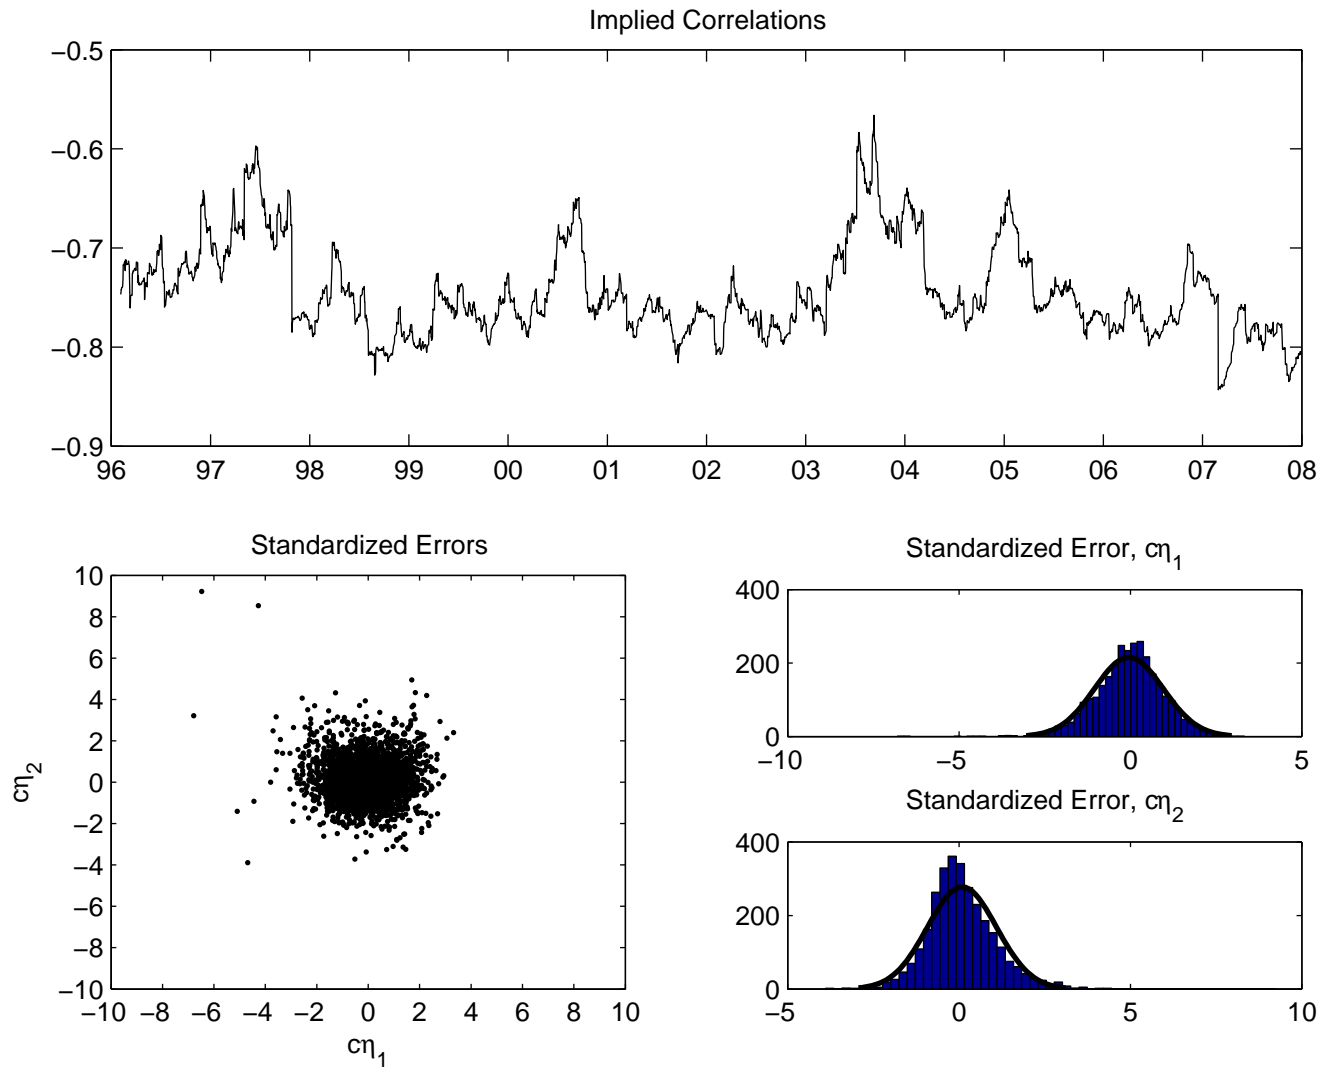 Implied Correlations
−0.5
−0.6
−0.7
−0.8
−0.9
96 97 98 99 00 01 02 03 04 05 06 07 08
Standardized Errors
10
8
6
4
2
0
−2
−4
−6
−8
−10
−10 −8 −6 −4 −2 0 2 4 6 8 10
cη2
cη1
Standardized Error, cη1
400
200
0
−10 −5 0 5
Standardized Error, cη2
400
200
0
−5 0 5 10